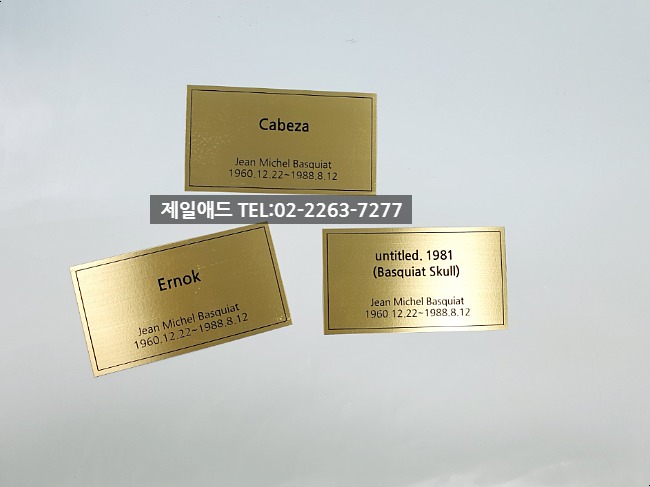 Cabeza
Jean Michel Basquiat
1960.12.22~1988.8.12
제일애드 TEL:02-2263-7277
Ernok
Jean Michel Basquiat
1960.12.22~1988.8.12
untitled. 1981
(Basquiat Skull)
Jean Michel Basquiat
1960.12.22~1988.8.12